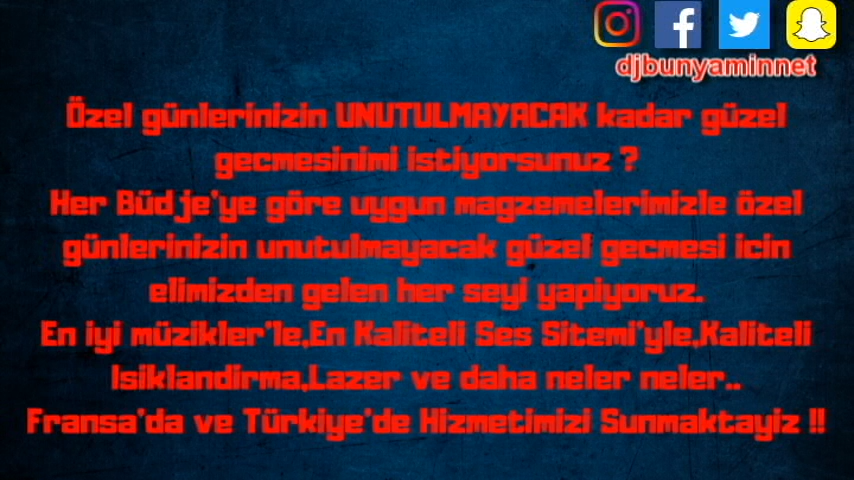 djbunyaminnet
Özel günlerinizin UNUTULMAYACAK kadar güzel
gecmesinimi istiyorsunuz ?
Her Büdje'ye göre uygun magzemelerimizle özel
günlerinizin unutulmayacak güzel gecmesi icin
elimizden gelen her seyi yapiyoruz.
En iyi müzikler'le,En Kaliteli Ses Sitemi'yle,Kaliteli
Isiklandirma,Lazer ve daha neler neler..
Fransa'da ve Türkiye'de Hizmetimizi Sunmaktayiz !!